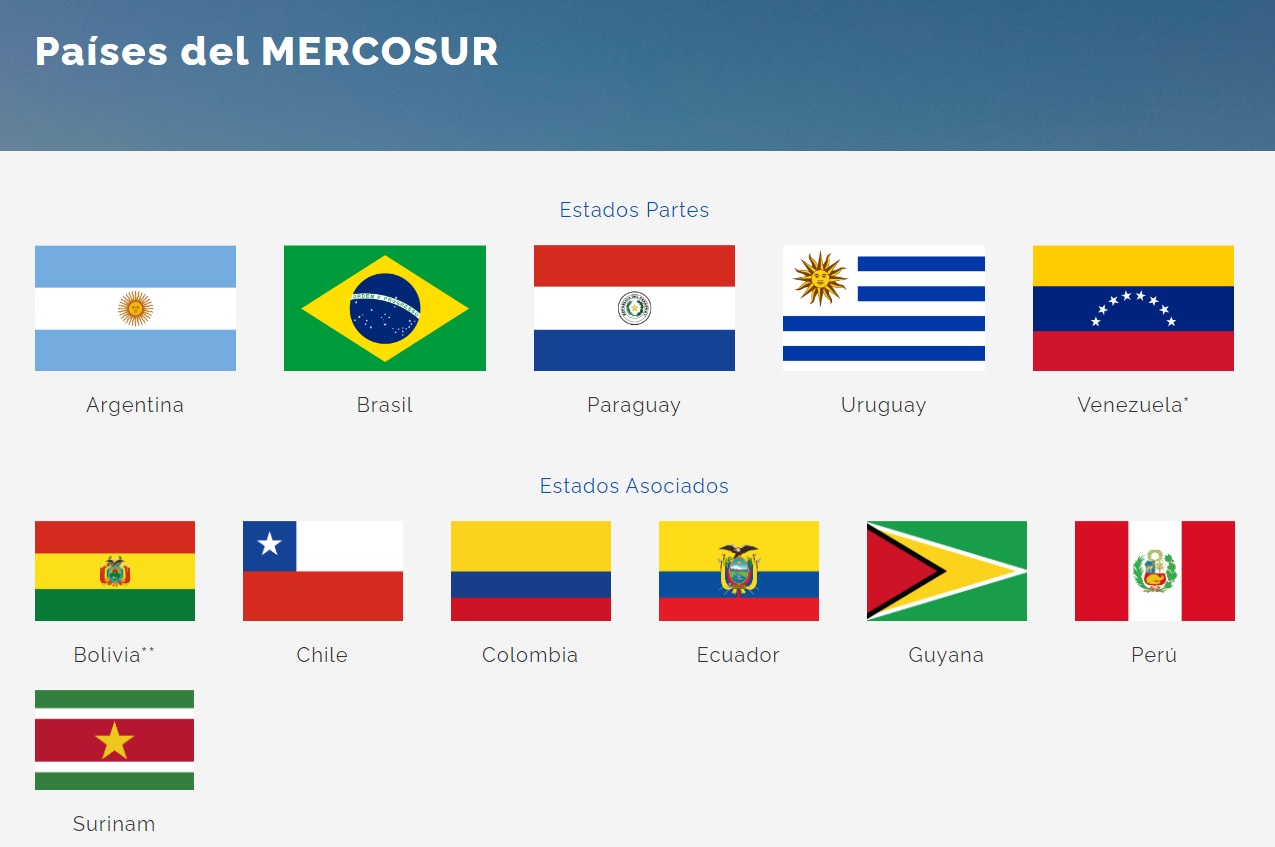 Países del MERCOSUR
Estados Partes
Argentina Brasil Paraguay Uruguay Venezuela*
Estados Asociados
Bolivia** Chile Colombia Ecuador Guyana Perú
Surinam